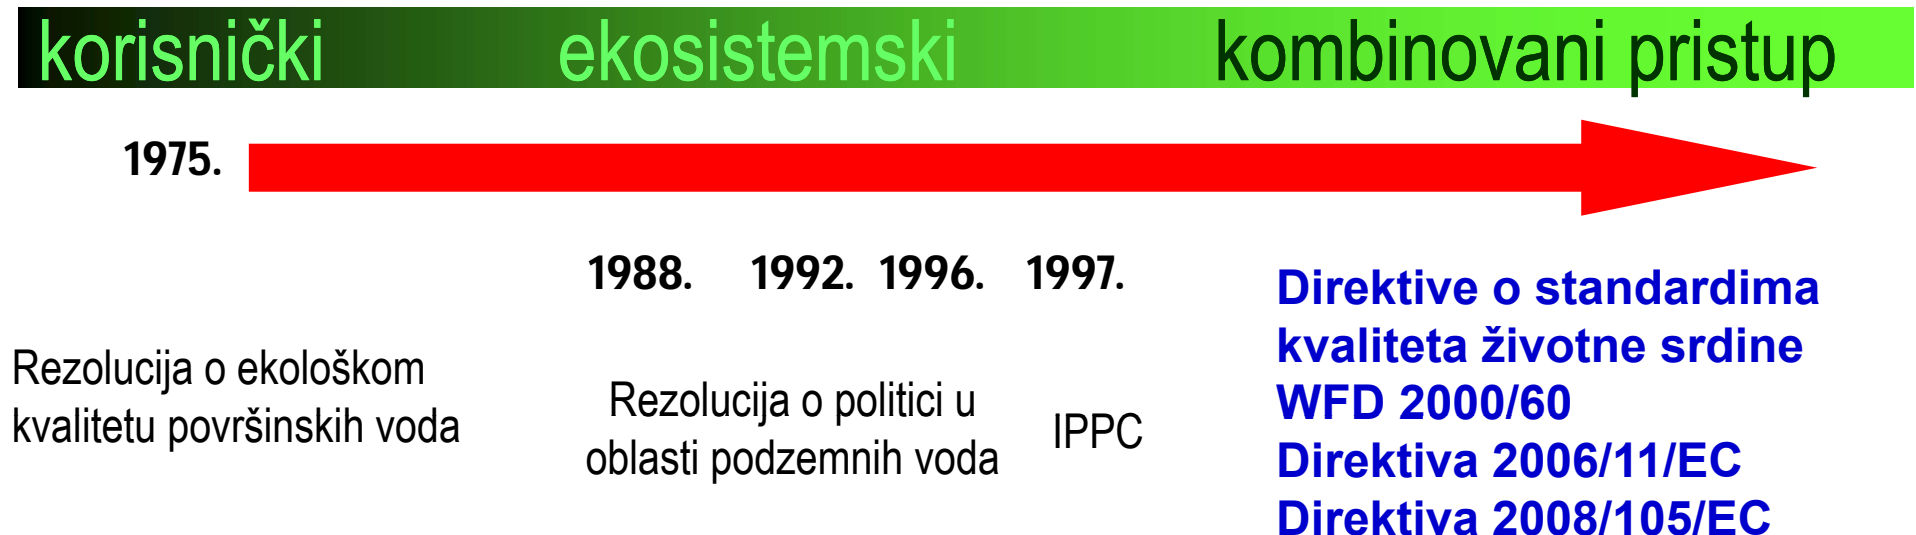 korisnički ekosistemski kombinovani pristup
1975.
1988. 1992. 1996. 1997.
Rezolucija o ekološkom
kvalitetu površinskih voda
Rezolucija o politici u
oblasti podzemnih voda
IPPC
Direktive o standardima
kvaliteta životne srdine
WFD 2000/60
Direktiva 2006/11/EC
Direktiva 2008/105/EC